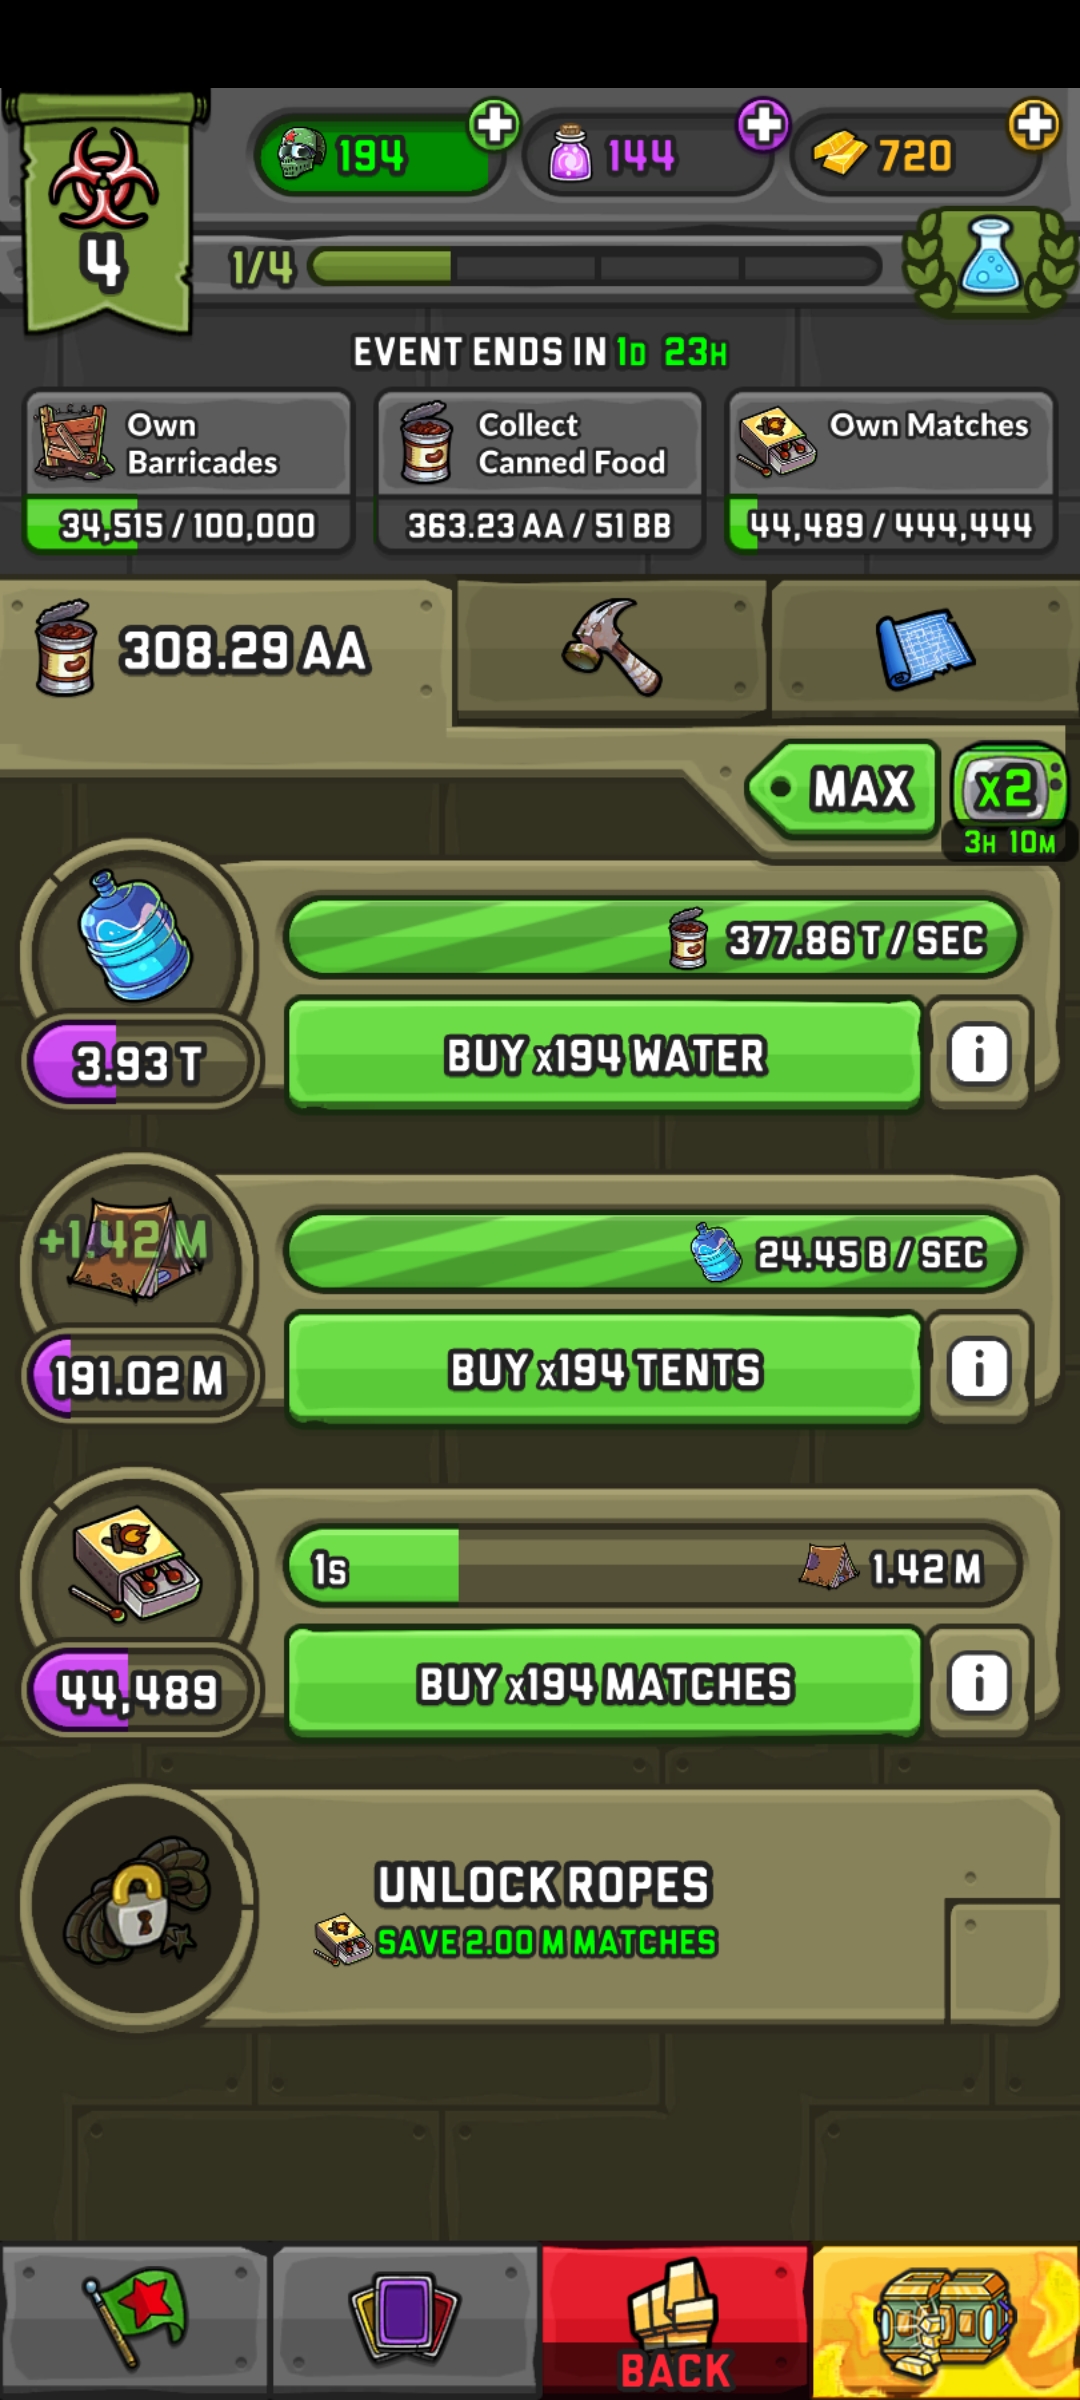 194
144
720
4
1/4
EVENT ENDS IN 1D 23H
Own
Barricades
34,515 / 100,000
Collect
Canned Food
363.23 AA / 51 BB
Own Matches
44,489 / 444,444
308.29 AA
MAX
x2
3H 10M
377.86 T / SEC
BUY x194 WATER
i
3.93 T
+1.42 M
24.45 B / SEC
BUY x194 TENTS
i
191.02 M
1s
1.42 M
BUY x194 MATCHES
i
44,489
UNLOCK ROPES
SAVE 2.00 M MATCHES
BACK